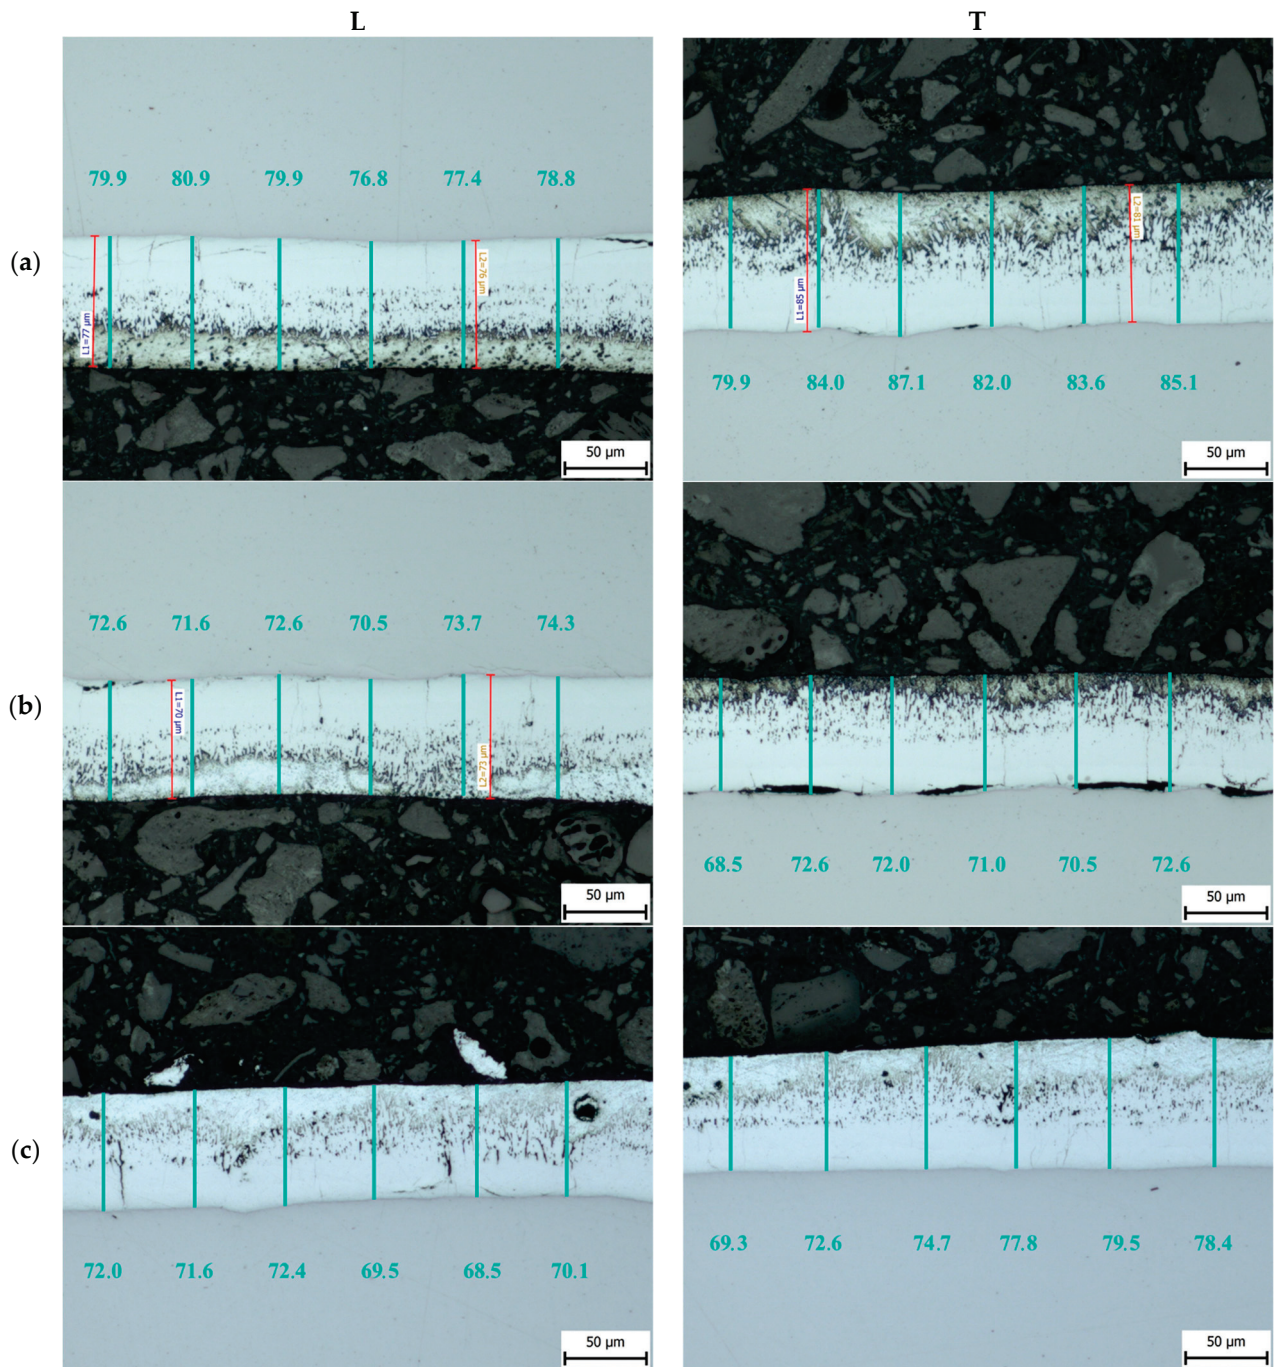 L T
79.9 80.9 79.9 76.8 77.4 78.8
L1=77 µm
L2=76 µm
50 µm
(a)
L1=85 µm
L2=81 µm
79.9 84.0 87.1 82.0 83.6 85.1
50 µm
72.6 71.6 72.6 70.5 73.7 74.3
L1=70 µm
L2=73 µm
50 µm
(b)
68.5 72.6 72.0 71.0 70.5 72.6
50 µm
(c)
72.0 71.6 72.4 69.5 68.5 70.1
50 µm
69.3 72.6 74.7 77.8 79.5 78.4
50 µm